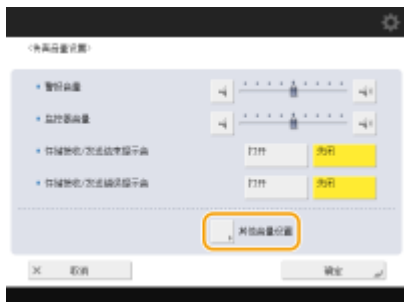 <传真音量设置>
• 警报音量
• 监控器音量
• 存储接收/发送结束提示音
打开 关闭
• 存储接收/发送错误提示音
打开 关闭
其他音量设置
× 取消
确定